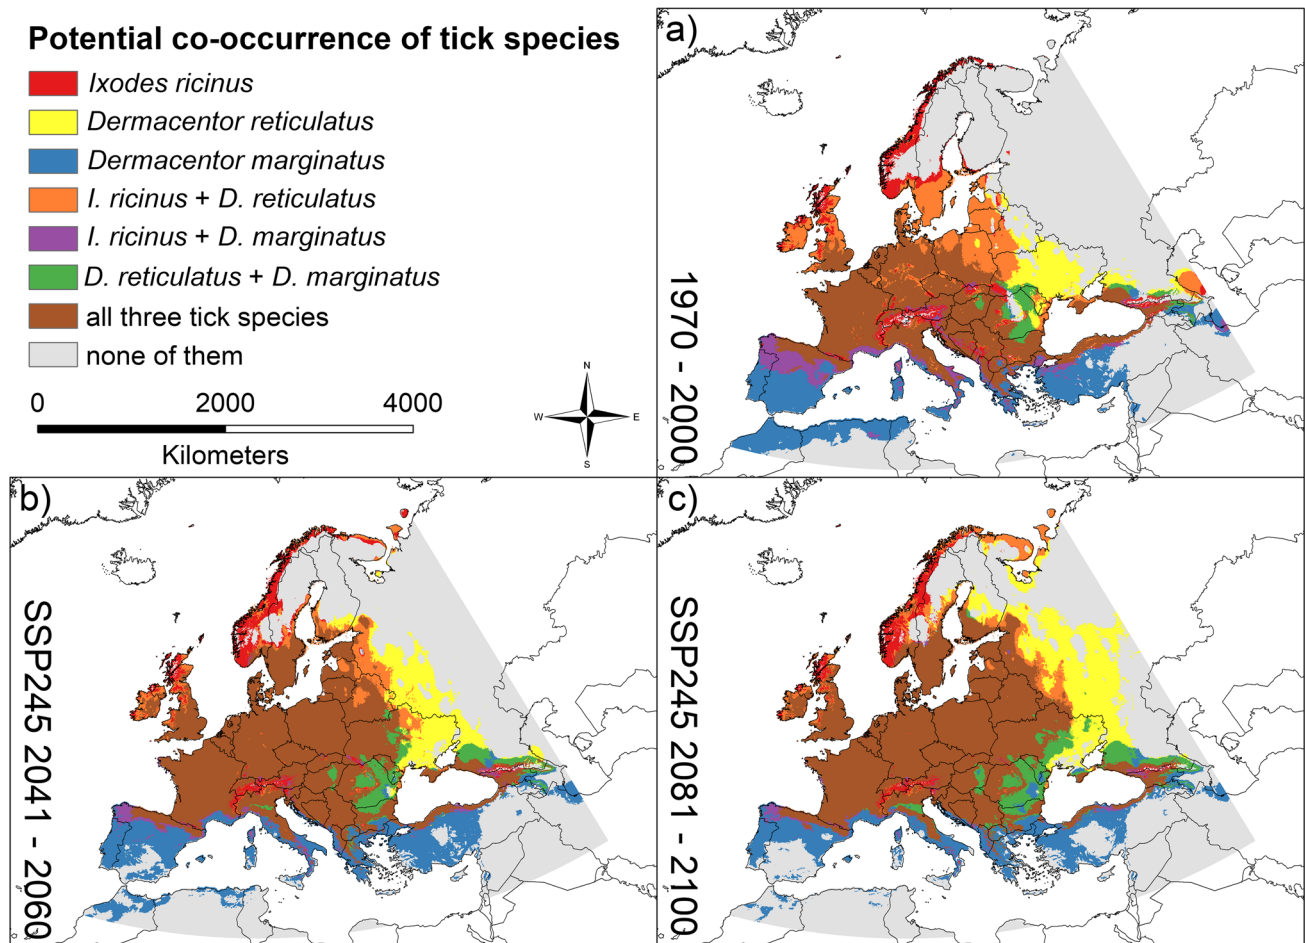 Potential co-occurrence of tick species
Ixodes ricinus
Dermacentor reticulatus
Dermacentor marginatus
I. ricinus + D. reticulatus
I. ricinus + D. marginatus
D. reticulatus + D. marginatus
all three tick species
none of them
0 2000 4000
Kilometers
N
W E
S
a)
1970 - 2000
b)
SSP245 2041 - 2060
c)
SSP245 2081 - 2100